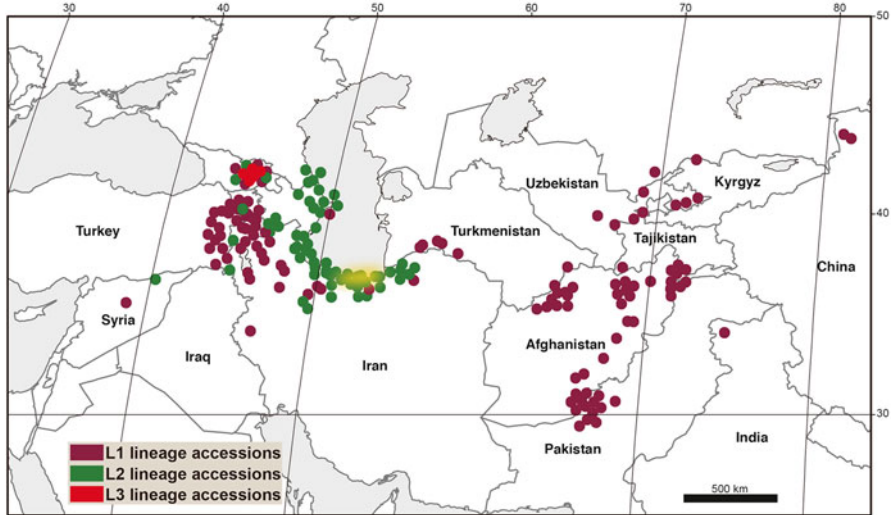 30 40 50 60 70 80
50
Uzbekistan
Kyrgyz
40
Turkey
Turkmenistan
Tajikistan
China
Syria
Iraq
Iran
Afghanistan
30
Pakistan
India
L1 lineage accessions
L2 lineage accessions
L3 lineage accessions
500 km